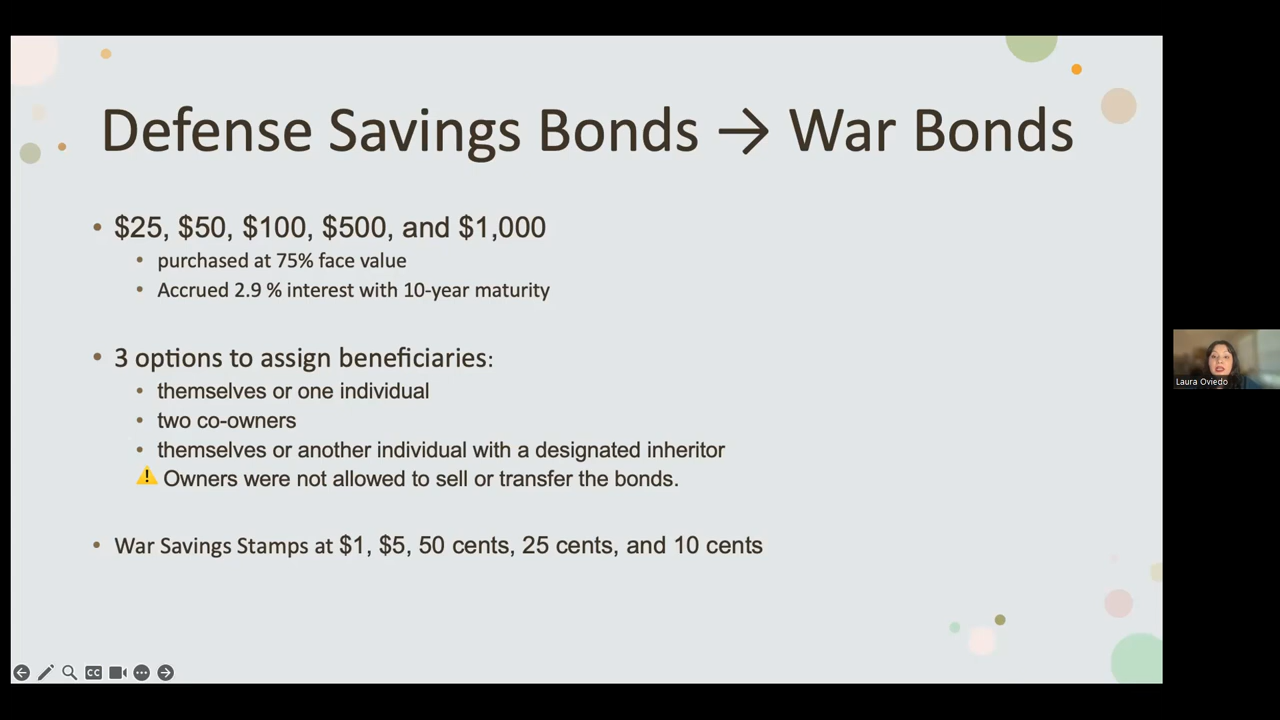 Defense Savings Bonds → War Bonds
• $25, $50, $100, $500, and $1,000
• purchased at 75% face value
• Accrued 2.9 % interest with 10-year maturity
• 3 options to assign beneficiaries:
• themselves or one individual
• two co-owners
• themselves or another individual with a designated inheritor
⚠ Owners were not allowed to sell or transfer the bonds.
• War Savings Stamps at $1, $5, 50 cents, 25 cents, and 10 cents
Laura Oviedo
CC